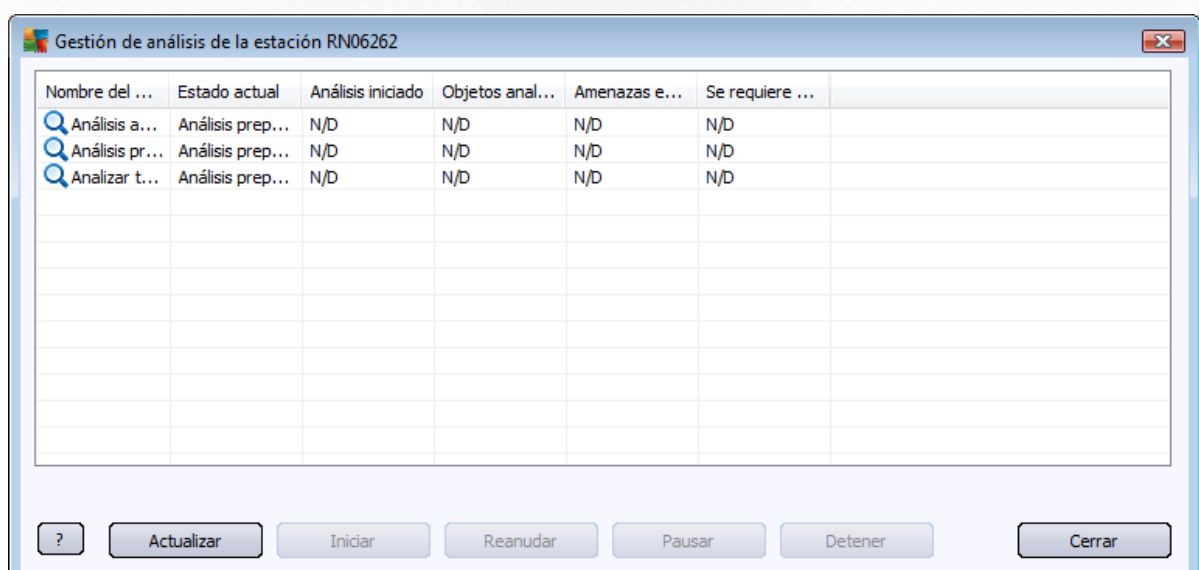 Gestión de análisis de la estación RN06262
Nombre del ... Estado actual Análisis iniciado Objetos anal... Amenazas e... Se requiere ...
Análisis a... Análisis prep... N/D N/D N/D N/D
Análisis pr... Análisis prep... N/D N/D N/D N/D
Analizar t... Análisis prep... N/D N/D N/D N/D
? Actualizar Iniciar Reanudar Pausar Detener Cerrar